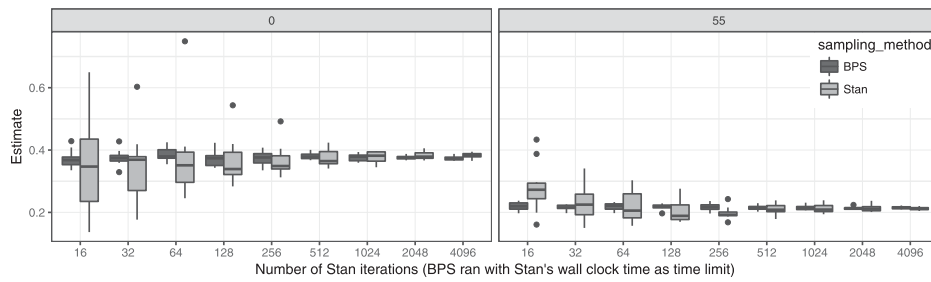 0
55
sampling_method
BPS
Stan
Estimate
0.6
0.4
0.2
16 32 64 128 256 512 1024 2048 4096
16 32 64 128 256 512 1024 2048 4096
Number of Stan iterations (BPS ran with Stan's wall clock time as time limit)